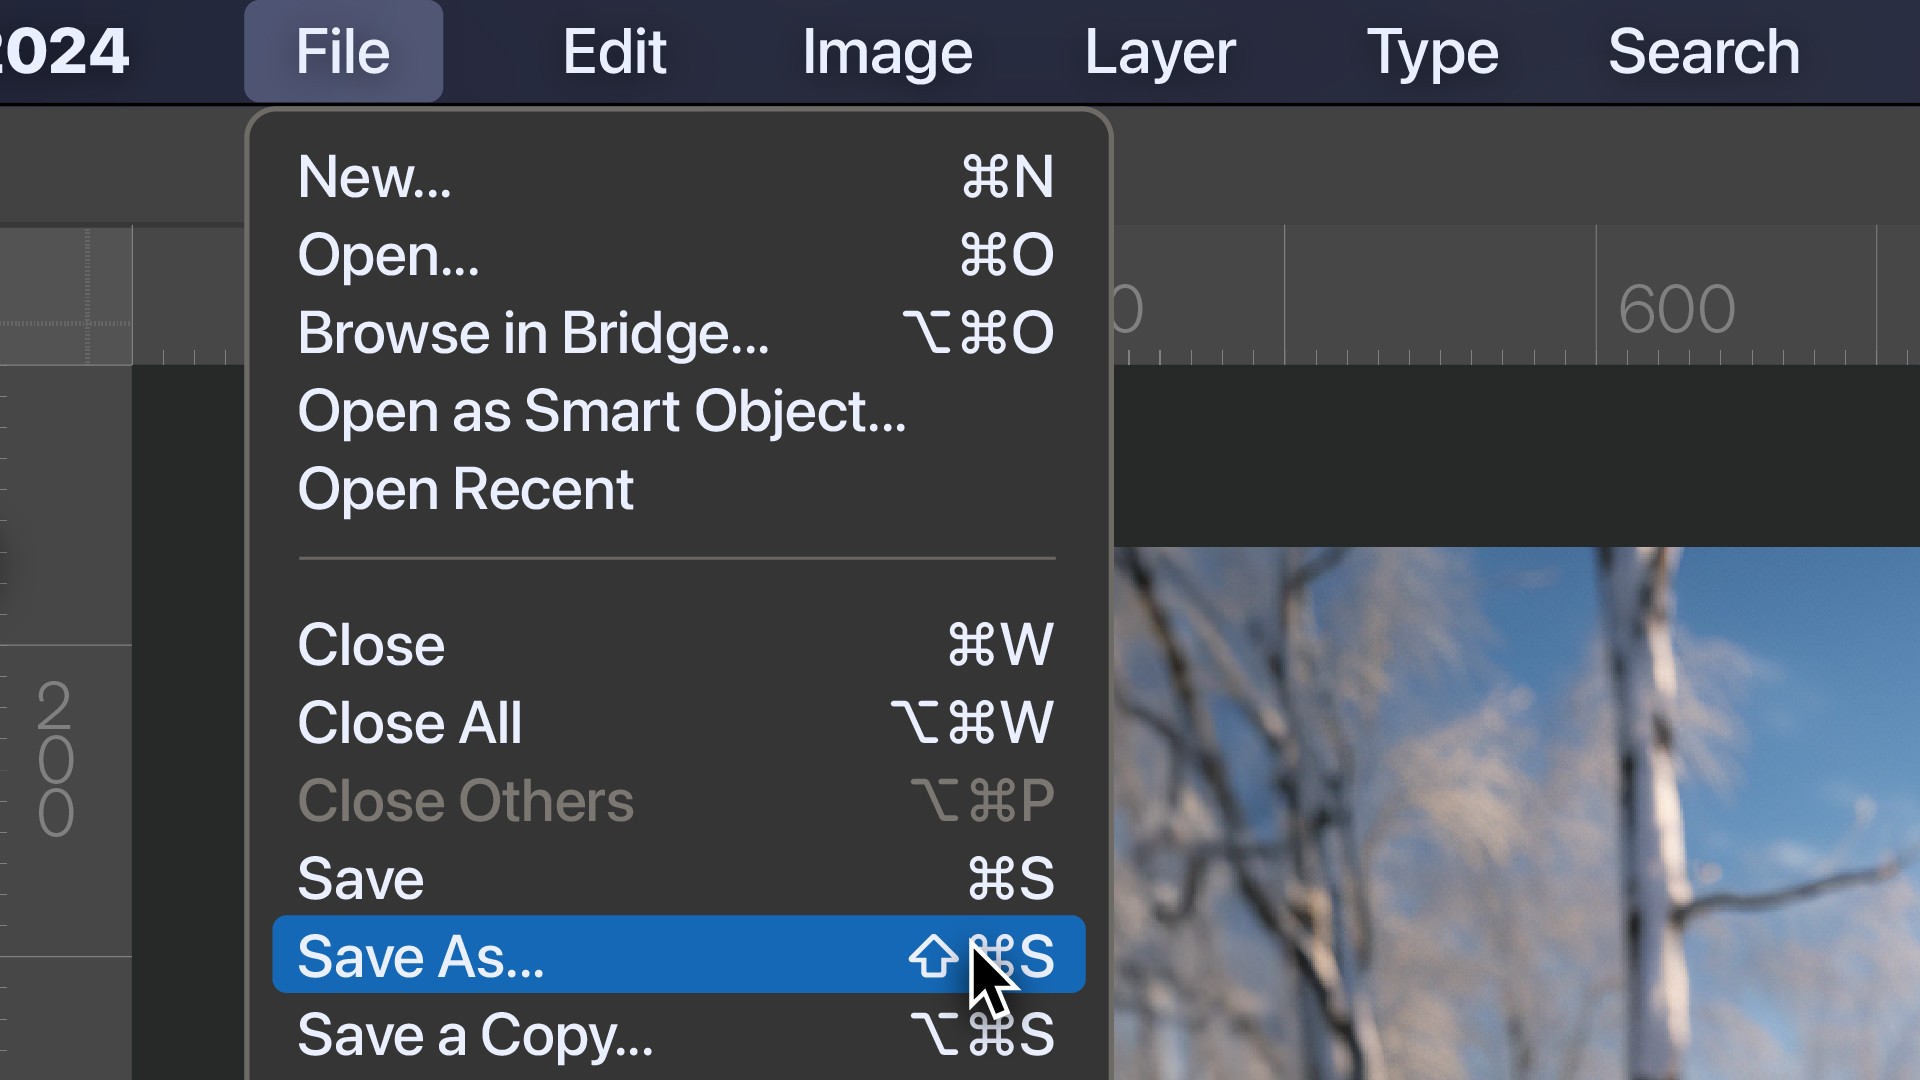 2024 File Edit Image Layer Type Search
New... ⌘N
Open... ⌘O
Browse in Bridge... ⌥⌘O
Open as Smart Object...
Open Recent
Close ⌘W
Close All ⌥⌘W
Close Others ⌥⌘P
Save ⌘S
Save As... ⇧⌘S
Save a Copy... ⌥⌘S
0 600
200